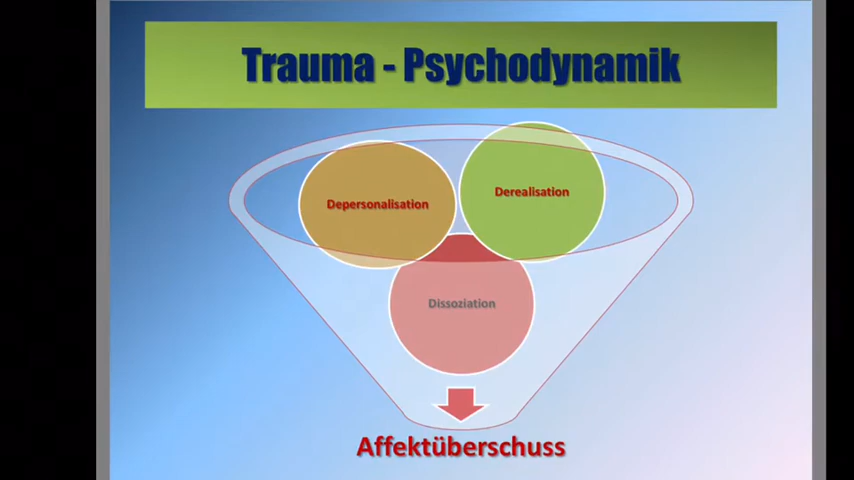 Trauma - Psychodynamik
Depersonalisation
Derealisation
Dissoziation
Affektüberschuss